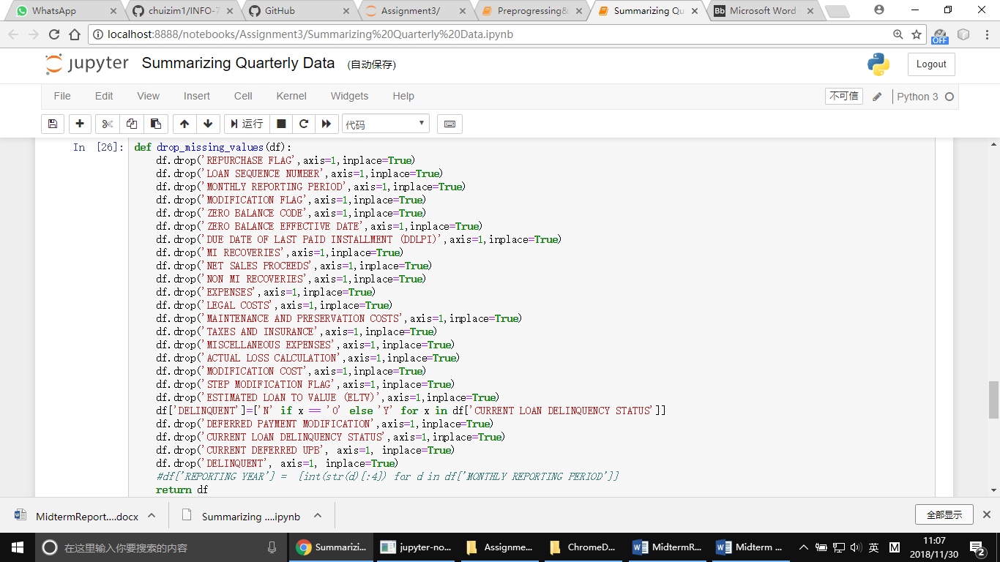 WhatsApp
chuizim1/INFO-7
GitHub
Assignment3/
Preprogressing&
Summarizing Qu
Bb Microsoft Word -
localhost:8888/notebooks/Assignment3/Summarizing%20Quarterly%20Data.ipynb
OFF
jupyter Summarizing Quarterly Data (自动保存)
Logout
File Edit View Insert Cell Kernel Widgets Help
不可信
Python 3
运行
代码
In [26]: def drop_missing_values(df):
df.drop('REPURCHASE FLAG',axis=1,inplace=True)
df.drop('LOAN SEQUENCE NUMBER',axis=1,inplace=True)
df.drop('MONTHLY REPORTING PERIOD',axis=1,inplace=True)
df.drop('MODIFICATION FLAG',axis=1,inplace=True)
df.drop('ZERO BALANCE CODE',axis=1,inplace=True)
df.drop('ZERO BALANCE EFFECTIVE DATE',axis=1,inplace=True)
df.drop('DUE DATE OF LAST PAID INSTALLMENT (DDLPI)',axis=1,inplace=True)
df.drop('MI RECOVERIES',axis=1,inplace=True)
df.drop('NET SALES PROCEEDS',axis=1,inplace=True)
df.drop('NON MI RECOVERIES',axis=1,inplace=True)
df.drop('EXPENSES',axis=1,inplace=True)
df.drop('LEGAL COSTS',axis=1,inplace=True)
df.drop('MAINTENANCE AND PRESERVATION COSTS',axis=1,inplace=True)
df.drop('TAXES AND INSURANCE',axis=1,inplace=True)
df.drop('MISCELLANEOUS EXPENSES',axis=1,inplace=True)
df.drop('ACTUAL LOSS CALCULATION',axis=1,inplace=True)
df.drop('MODIFICATION COST',axis=1,inplace=True)
df.drop('STEP MODIFICATION FLAG',axis=1,inplace=True)
df.drop('ESTIMATED LOAN TO VALUE (ELTV)',axis=1,inplace=True)
df['DELINQUENT']=['N' if x == '0' else 'Y' for x in df['CURRENT LOAN DELINQUENCY STATUS']]
df.drop('DEFERRED PAYMENT MODIFICATION',axis=1,inplace=True)
df.drop('CURRENT LOAN DELINQUENCY STATUS',axis=1,inplace=True)
df.drop('CURRENT DEFERRED UPB', axis=1, inplace=True)
df.drop('DELINQUENT', axis=1, inplace=True)
#df['REPORTING YEAR'] = [int(str(d)[:4]) for d in df['MONTHLY REPORTING PERIOD']]
return df
MidtermReport....docx
Summarizing ....ipynb
全部显示
在这里输入你要搜索的内容
Summarizi...
jupyter-no...
Assignme...
ChromeD...
MidtermR...
Midterm ...
英
M
11:07
2018/11/30
2